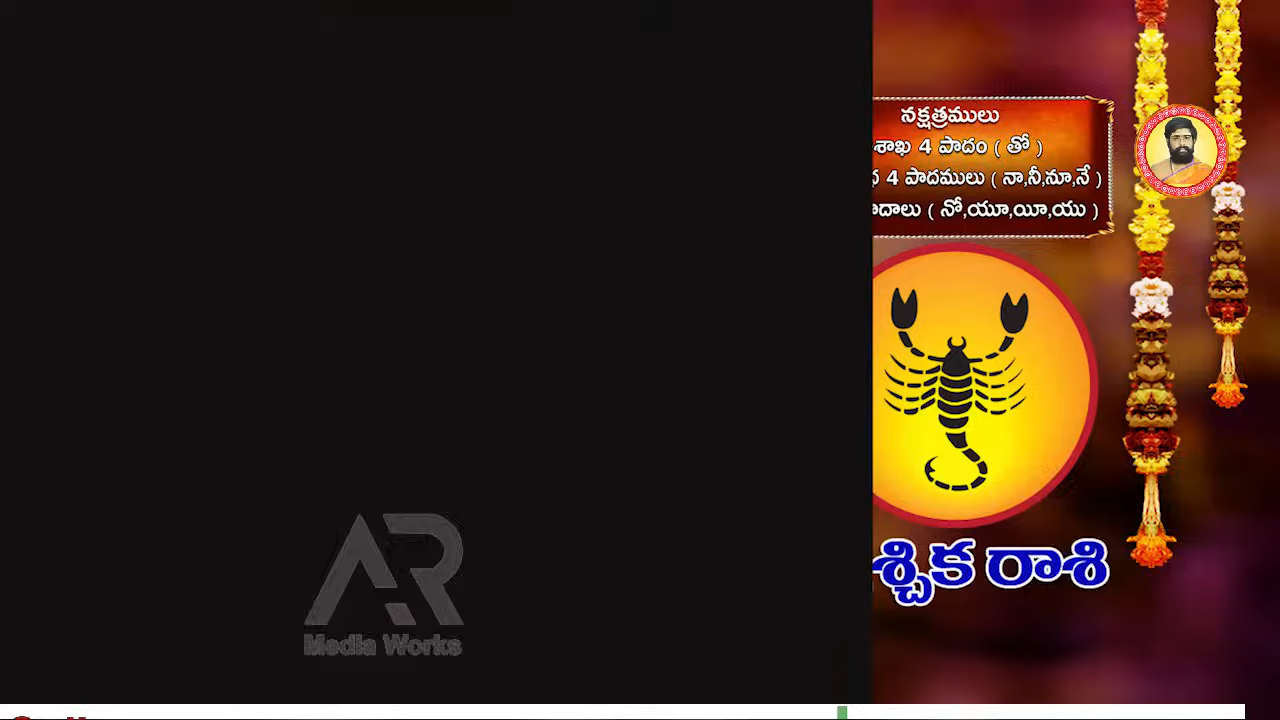 నక్షత్రములు
శాఖ 4 పాదం ( తో )
4 పాదములు ( నా,నీ,నూ,నే )
( నో,యూ,యీ,యు )
రాశి
AR
Media Works